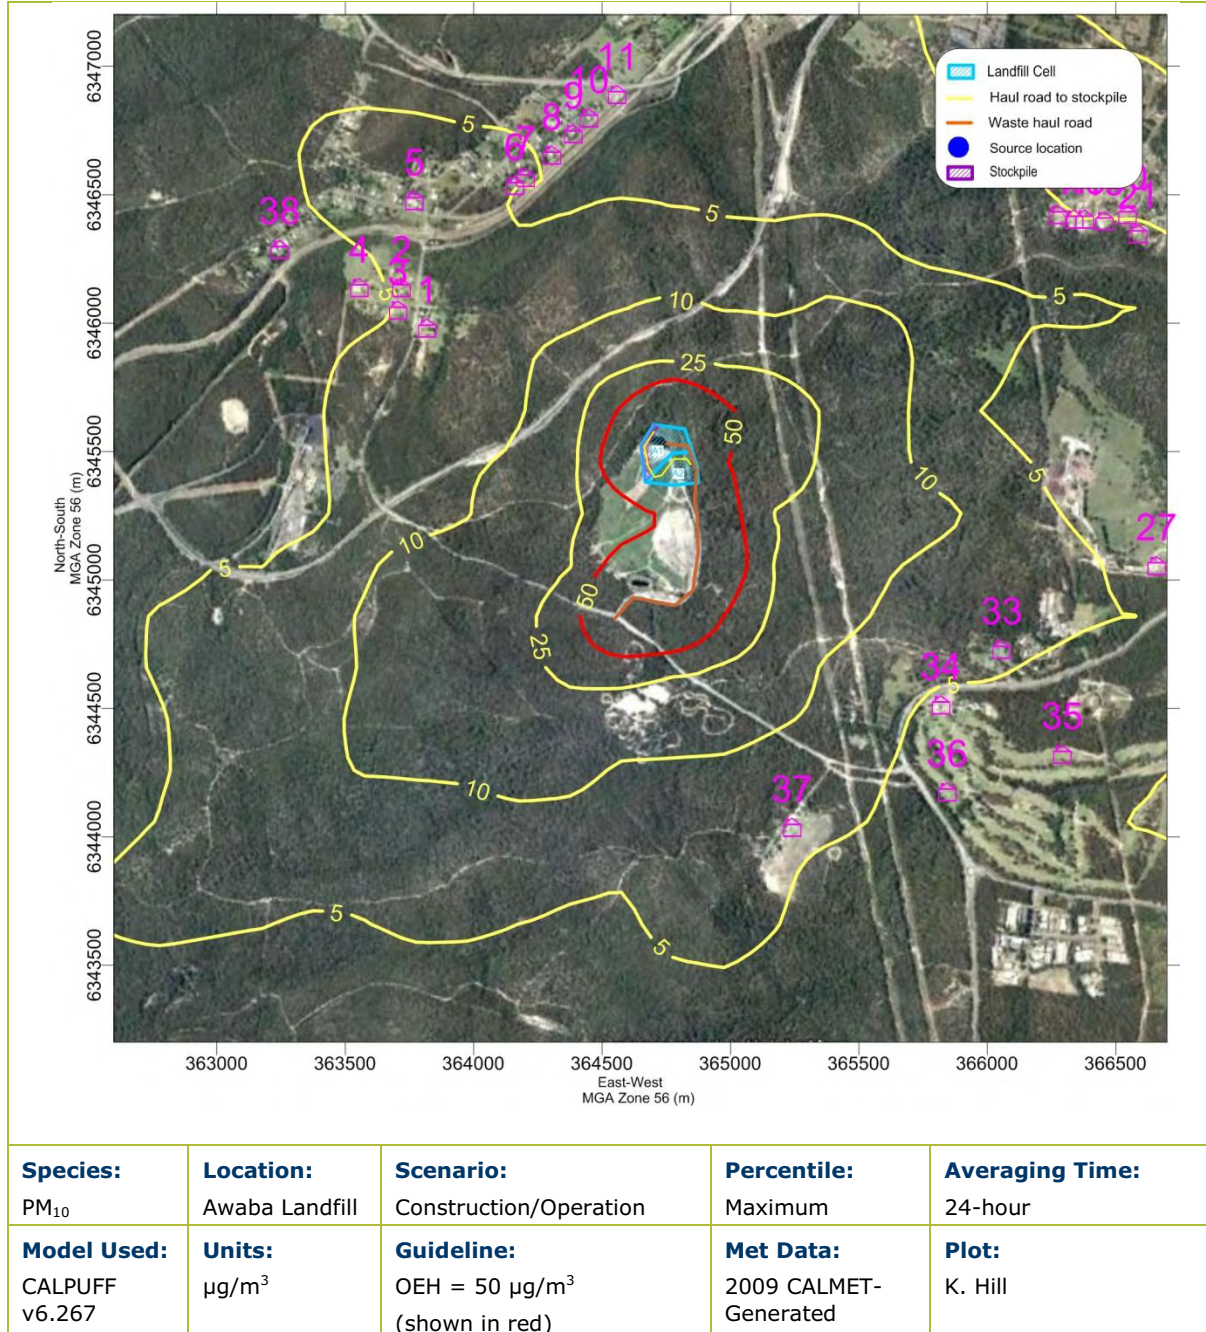 6347000
6346500
6346000
6345500
6345000
6344500
6344000
6343500
North-South
MGA Zone 56 (m)
363000
363500
364000
364500
365000
365500
366000
366500
East-West
MGA Zone 56 (m)
Landfill Cell
Haul road to stockpile
Waste haul road
Source location
Stockpile
11
10
9
8
7
6
5
38
4
2
3
1
21
27
33
34
35
36
37
5
5
5
5
5
5
5
5
5
10
10
10
10
25
25
50
50
Species:
PM10
Location:
Awaba Landfill
Scenario:
Construction/Operation
Percentile:
Maximum
Averaging Time:
24-hour
Model Used:
CALPUFF
v6.267
Units:
µg/m³
Guideline:
OEH = 50 µg/m³
(shown in red)
Met Data:
2009 CALMET-
Generated
Plot:
K. Hill